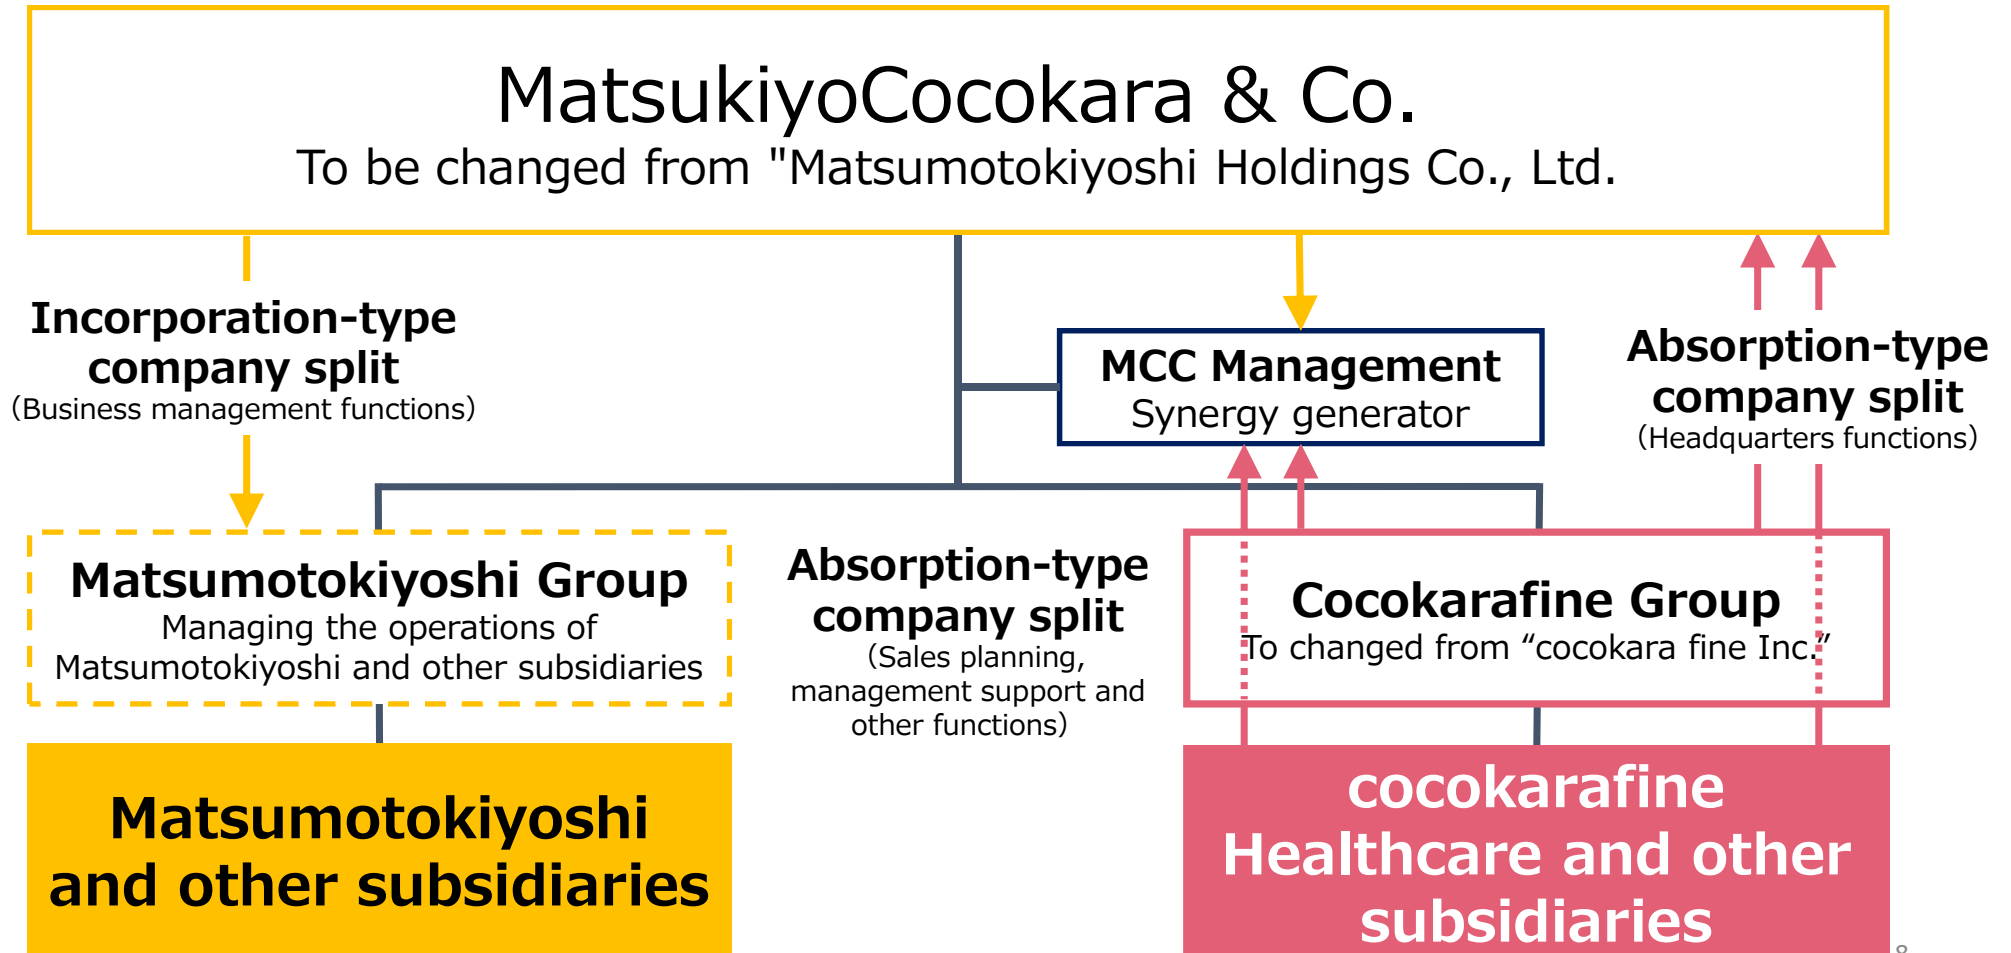 MatsukiyoCocokara & Co.
To be changed from "Matsumotokiyoshi Holdings Co., Ltd.
Incorporation-type
company split
（Business management functions）
MCC Management
Synergy generator
Absorption-type
company split
（Headquarters functions）
Matsumotokiyoshi Group
Managing the operations of
Matsumotokiyoshi and other subsidiaries
Absorption-type
company split
（Sales planning,
management support and
other functions）
Cocokarafine Group
To changed from “cocokara fine Inc.”
Matsumotokiyoshi
and other subsidiaries
cocokarafine
Healthcare and other
subsidiaries
8